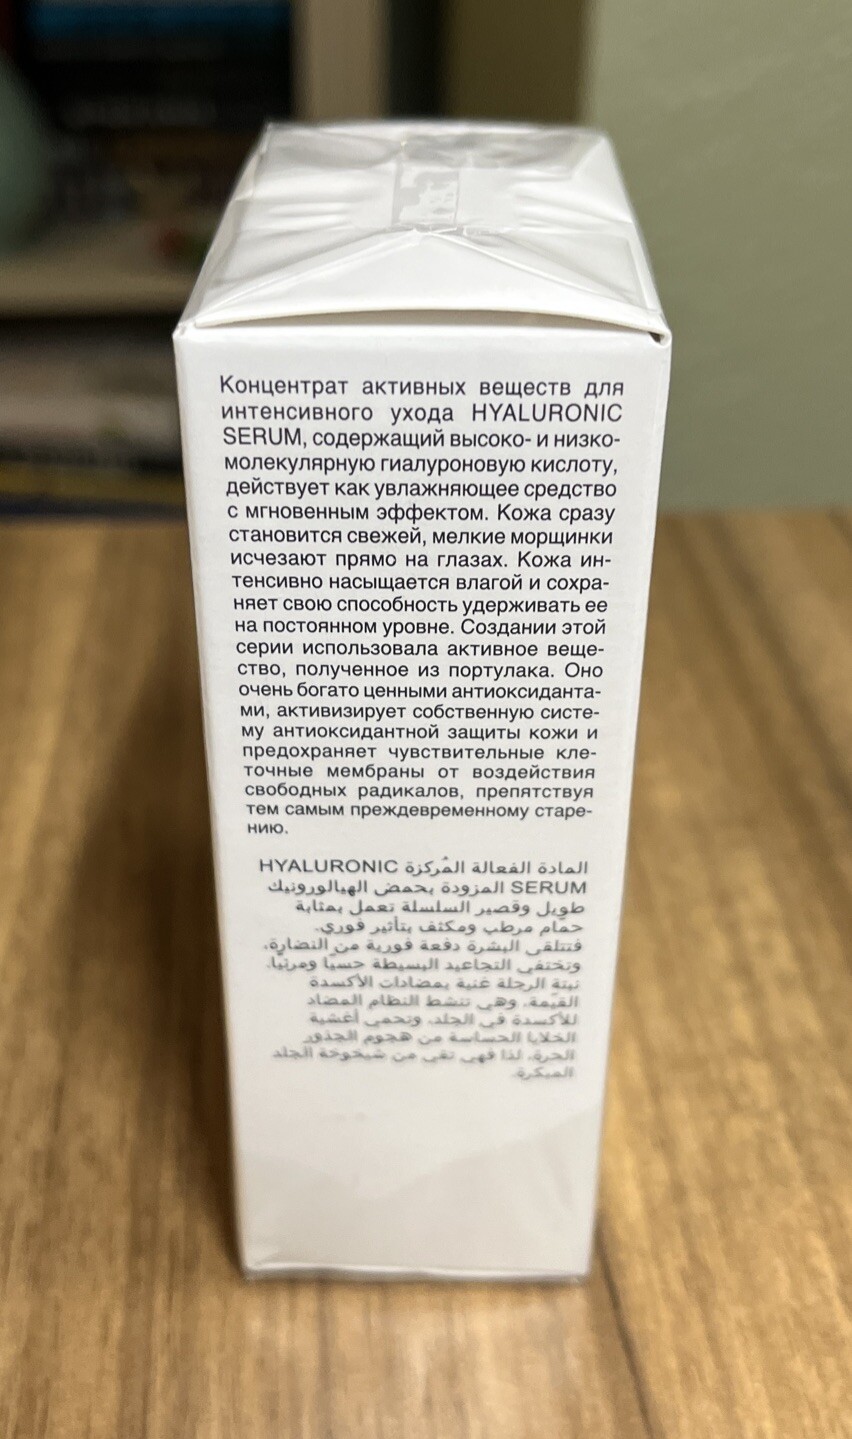 Концентрат активных веществ для
интенсивного ухода HYALURONIC
SERUM, содержащий высоко- и низко-
молекулярную гиалуроновую кислоту,
действует как увлажняющее средство
с мгновенным эффектом. Кожа сразу
становится свежей, мелкие морщинки
исчезают прямо на глазах. Кожа ин-
тенсивно насыщается влагой и сохра-
няет свою способность удерживать ее
на постоянном уровне. Создании этой
серии использовала активное веще-
ство, полученное из портулака. Оно
очень богато ценными антиоксиданта-
ми, активизирует собственную систе-
му антиоксидантной защиты кожи и
предохраняет чувствительные кле-
точные мембраны от воздействия
свободных радикалов, препятствуя
тем самым преждевременному старе-
нию.
المادة الفعالة المُركزة HYALURONIC
SERUM المزودة بحمض الهيالورونيك
طويل وقصير السلسلة تعمل بمثابة
حمام مرطب ومكثف بتأثير فوري.
فتتلقى البشرة دفعة فورية من النضارة،
وتختفي التجاعيد البسيطة حسيًا ومرئيًا.
نبتة الرجلة غنية بمضادات الأكسدة
القيّمة، وهي تنشط النظام المضاد
للأكسدة في الجلد، وتحمي أغشية
الخلايا الحساسة من هجوم الجذور
الحرة، لذا فهي تقي من شيخوخة الجلد
المبكرة.